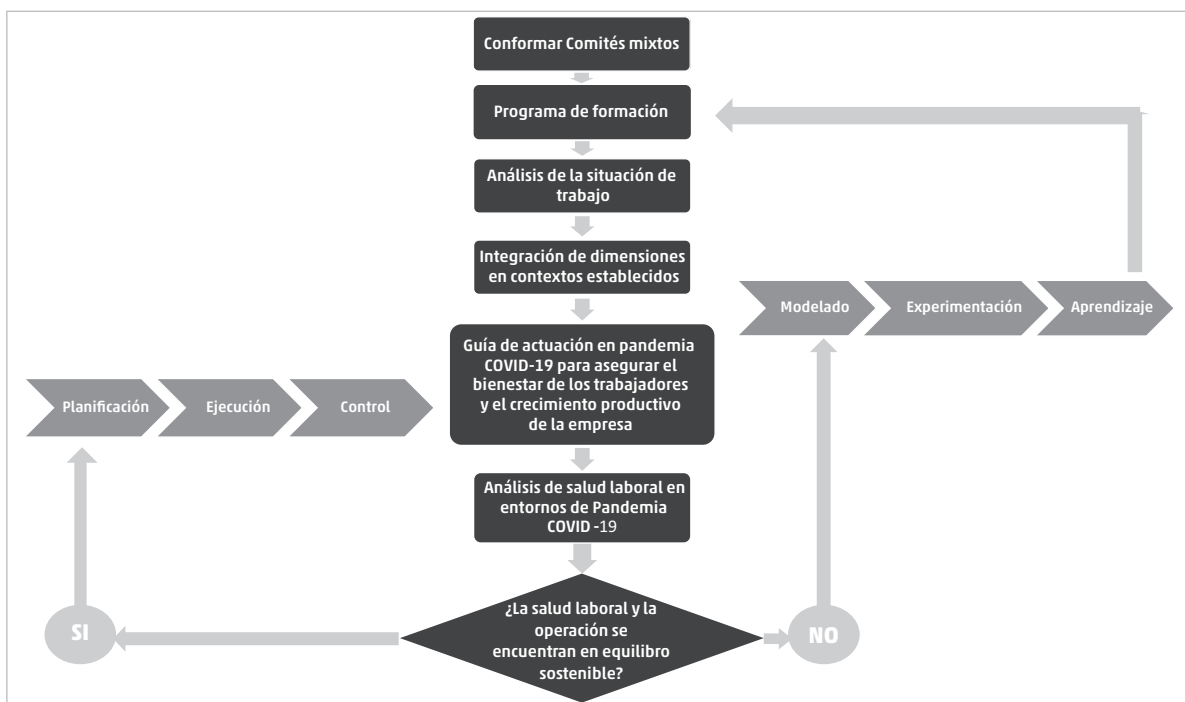 Conformar Comités mixtos
Programa de formación
Análisis de la situación de
trabajo
Integración de dimensiones
en contextos establecidos
Modelado
Experimentación
Aprendizaje
Guía de actuación en pandemia
COVID-19 para asegurar el
bienestar de los trabajadores
y el crecimiento productivo
de la empresa
Planificación
Ejecución
Control
Análisis de salud laboral en
entornos de Pandemia
COVID -19
¿La salud laboral y la
operación se
encuentran en equilibro
sostenible?
SI
NO